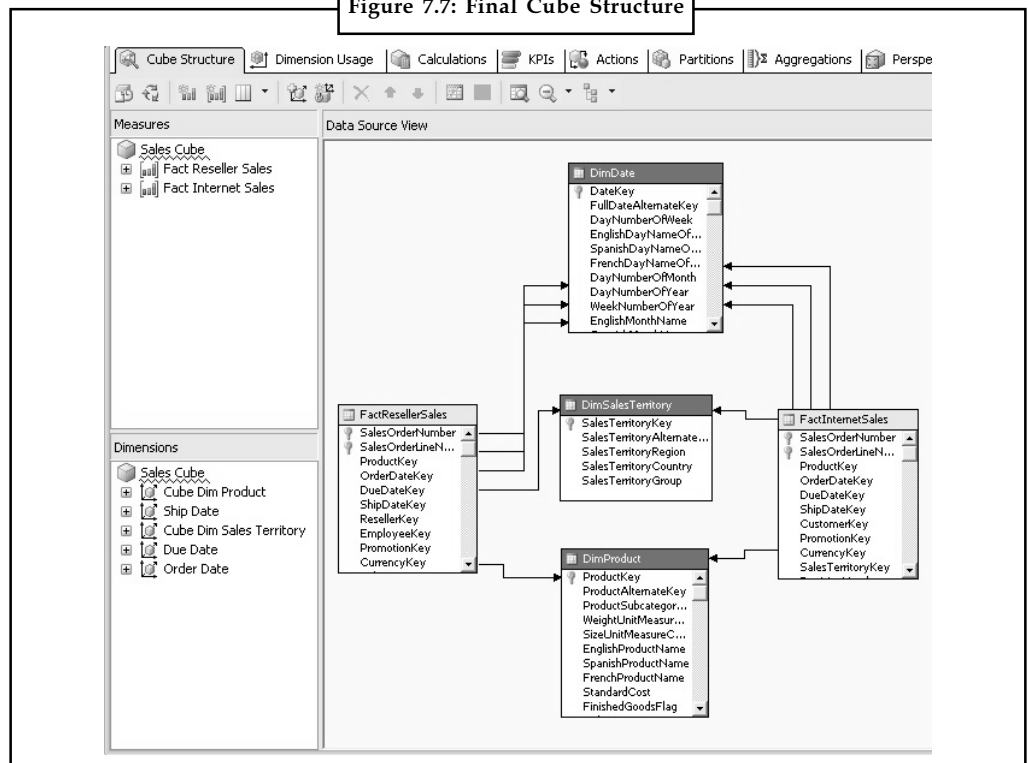 Figure 7.7: Final Cube Structure
Cube Structure Dimension Usage Calculations KPIs Actions Partitions Aggregations Perspe
Measures
Sales Cube
Fact Reseller Sales
Fact Internet Sales
Dimensions
Sales Cube
Cube Dim Product
Ship Date
Cube Dim Sales Territory
Due Date
Order Date
Data Source View
DimDate
DateKey
FullDateAlternateKey
DayNumberOfWeek
EnglishDayNameOf...
SpanishDayNameO...
FrenchDayNameOf...
DayNumberOfMonth
DayNumberOfYear
WeekNumberOfYear
EnglishMonthName
FactResellerSales
SalesOrderNumber
SalesOrderLineN...
ProductKey
OrderDateKey
DueDateKey
ShipDateKey
ResellerKey
EmployeeKey
PromotionKey
CurrencyKey
DimSalesTerritory
SalesTerritoryKey
SalesTerritoryAlternate...
SalesTerritoryRegion
SalesTerritoryCountry
SalesTerritoryGroup
FactInternetSales
SalesOrderNumber
SalesOrderLineN...
ProductKey
OrderDateKey
DueDateKey
ShipDateKey
CustomerKey
PromotionKey
CurrencyKey
SalesTerritoryKey
DimProduct
ProductKey
ProductAlternateKey
ProductSubcategor...
WeightUnitMeasur...
SizeUnitMeasureC...
EnglishProductName
SpanishProductName
FrenchProductName
StandardCost
FinishedGoodsFlag